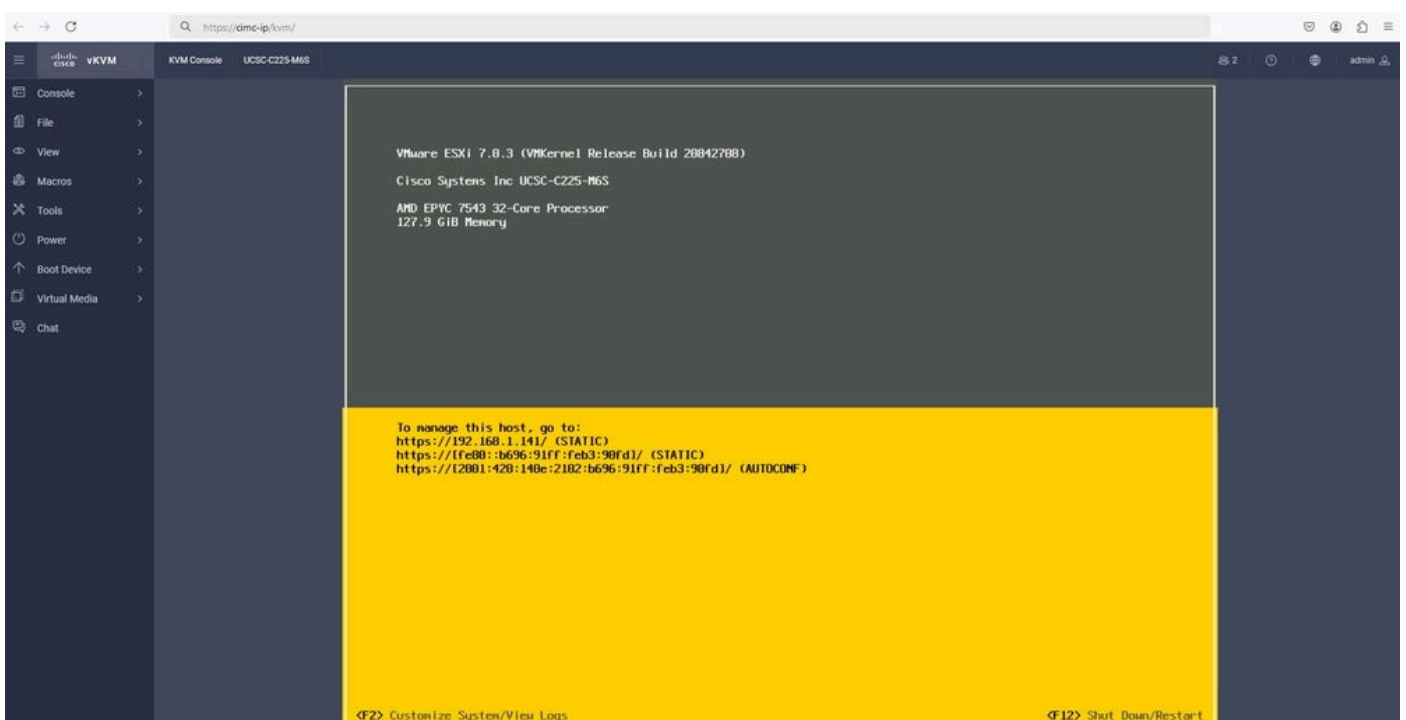 https://cimc-ip/kvm/
cisco vKVM KVM Console UCSC-C225-M6S 2 admin
Console
File
View
Macros
Tools
Power
Boot Device
Virtual Media
Chat
VMware ESXi 7.0.3 (VMKernel Release Build 20842708)
Cisco Systems Inc UCSC-C225-M6S
AMD EPYC 7543 32-Core Processor
127.9 GiB Memory
To manage this host, go to:
https://192.168.1.141/ (STATIC)
https://[fe80::b696:91ff:feb3:90fd]/ (STATIC)
https://[2001:420:140e:2102:b696:91ff:feb3:90fd]/ (AUTOCONF)
<F2> Customize System/View Logs <F12> Shut Down/Restart